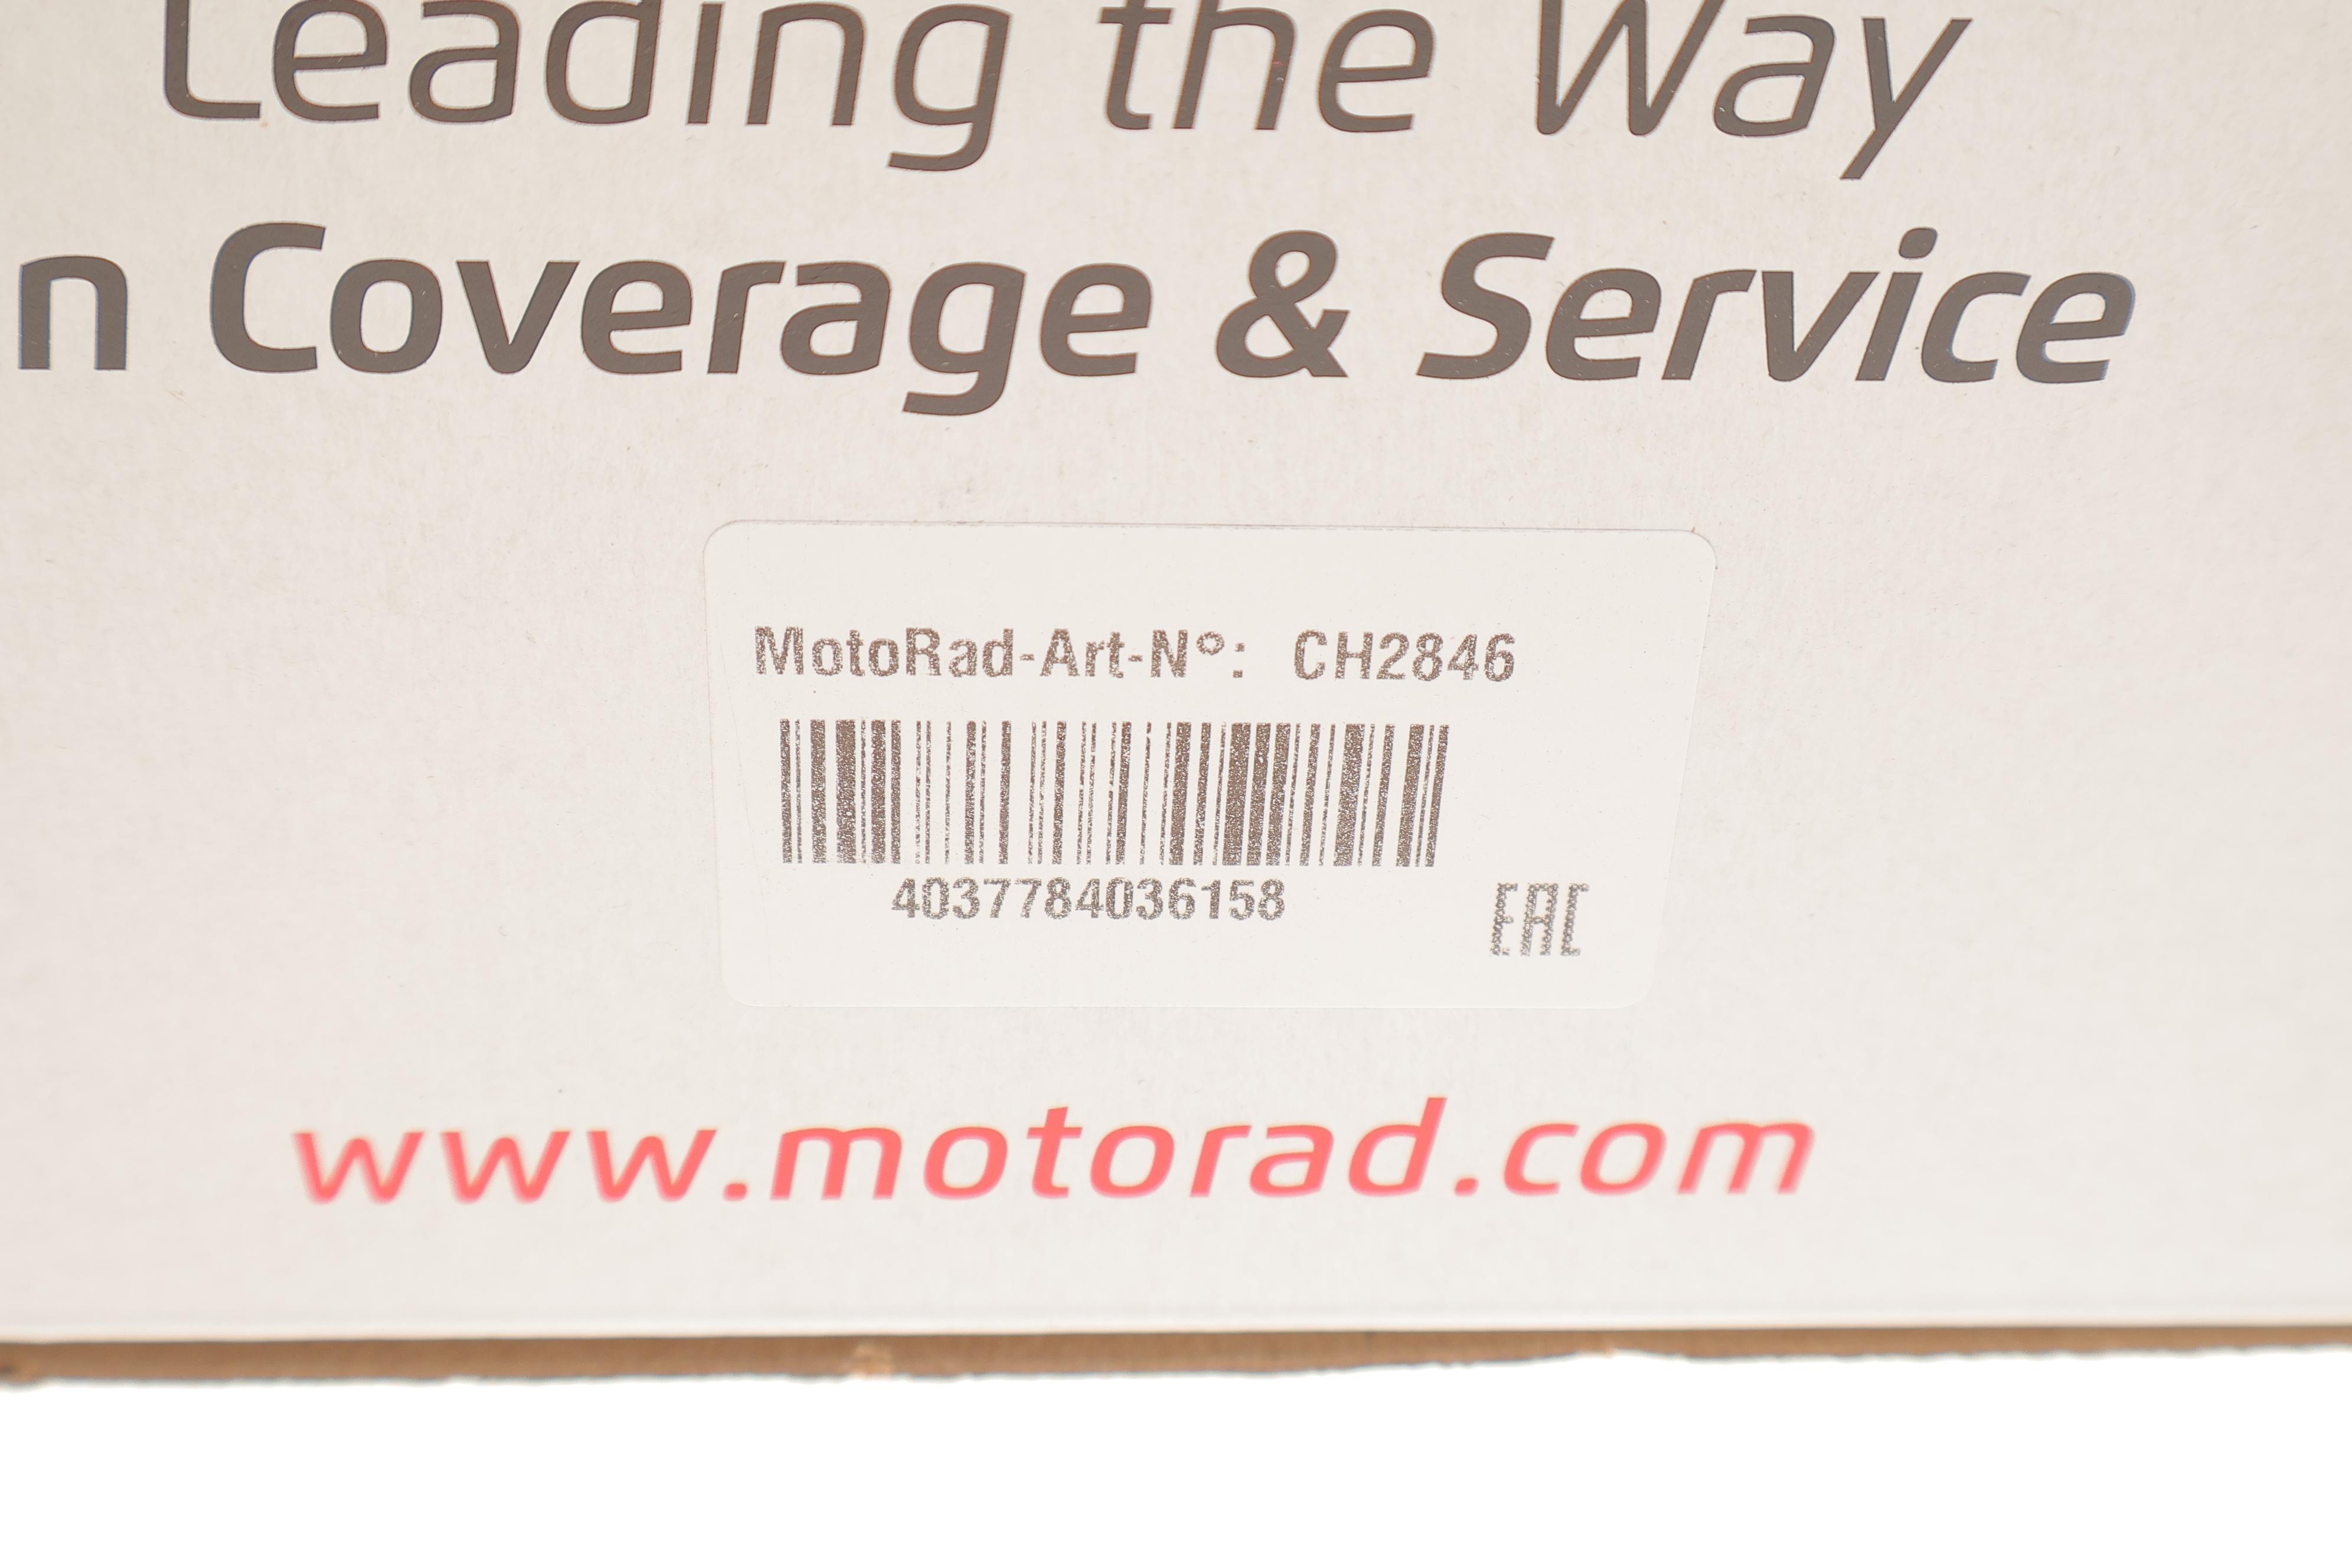 Leading the Way
n Coverage & Service
MotoRad-Art-N°: CH2846
4037784036158
EAC
www.motorad.com